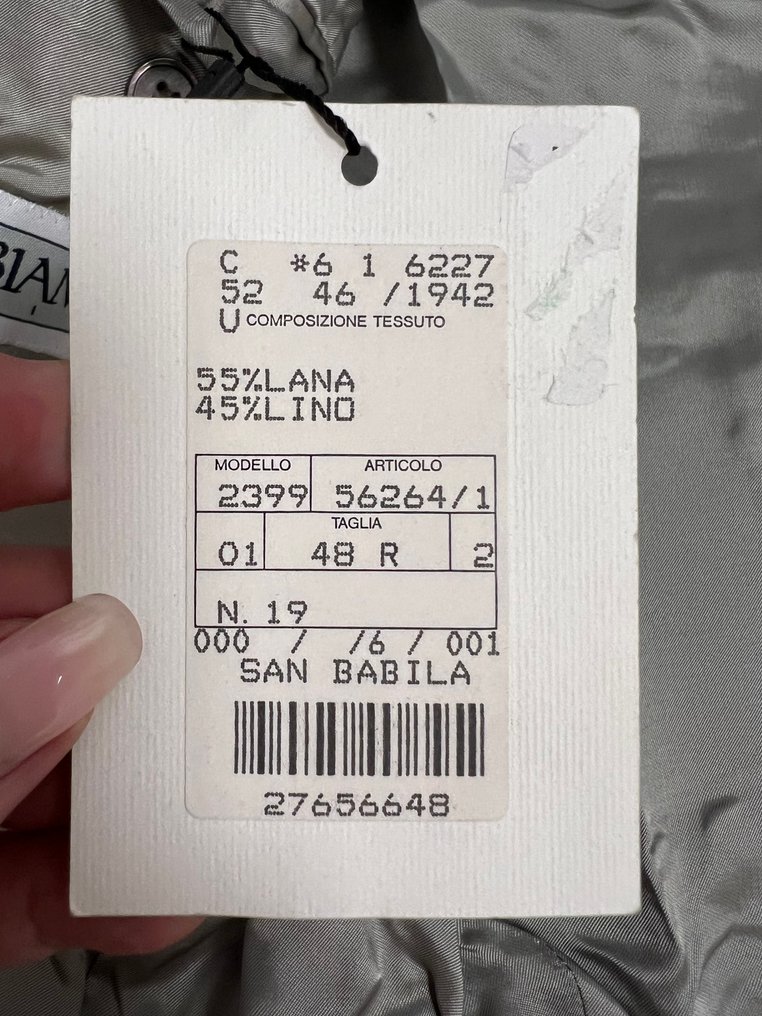 C *6 1 6227
52 46 /1942
U COMPOSIZIONE TESSUTO
55%LANA
45%LINO
MODELLO ARTICOLO
2399 56264/1
TAGLIA
01 48 R 2
N. 19
000 / /6 / 001
SAN BABILA
27656648